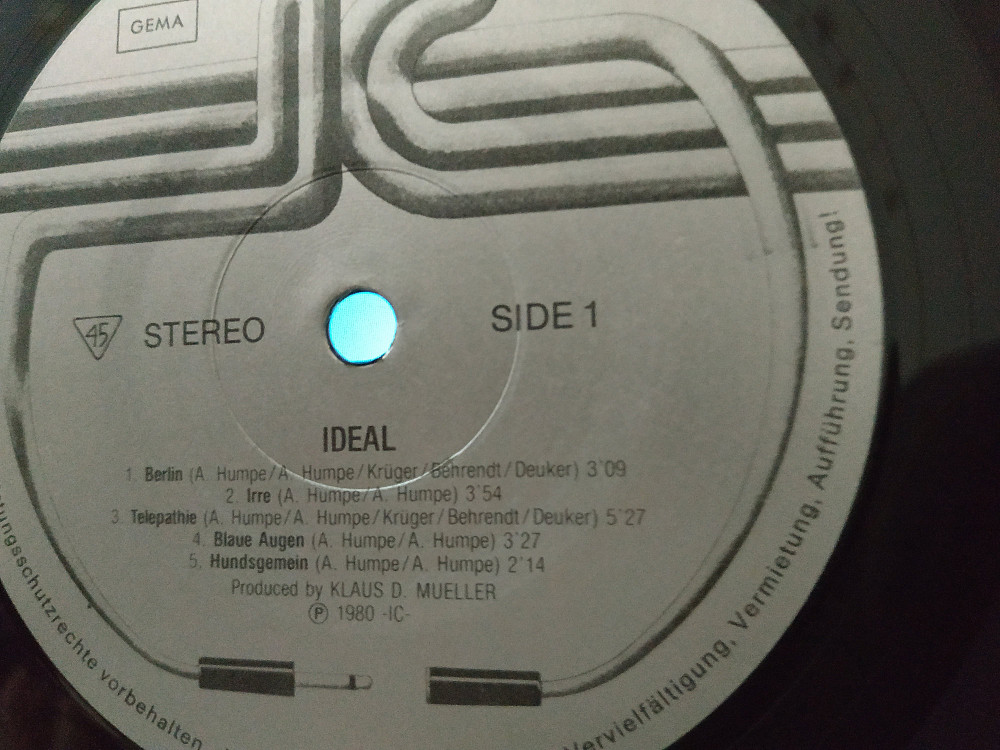 GEMA
45 STEREO
SIDE 1
IDEAL
1. Berlin (A. Humpe/A. Humpe/Krüger/Behrendt/Deuker) 3'09
2. Irre (A. Humpe/A. Humpe) 3'54
3. Telepathie (A. Humpe/A. Humpe/Krüger/Behrendt/Deuker) 5'27
4. Blaue Augen (A. Humpe/A. Humpe) 3'27
5. Hundsgemein (A. Humpe/A. Humpe) 2'14
Produced by KLAUS D. MUELLER
℗ 1980 -IC-
tungsschutzrechte vorbehalten.
Vervielfältigung, Vermietung, Aufführung, Sendung!